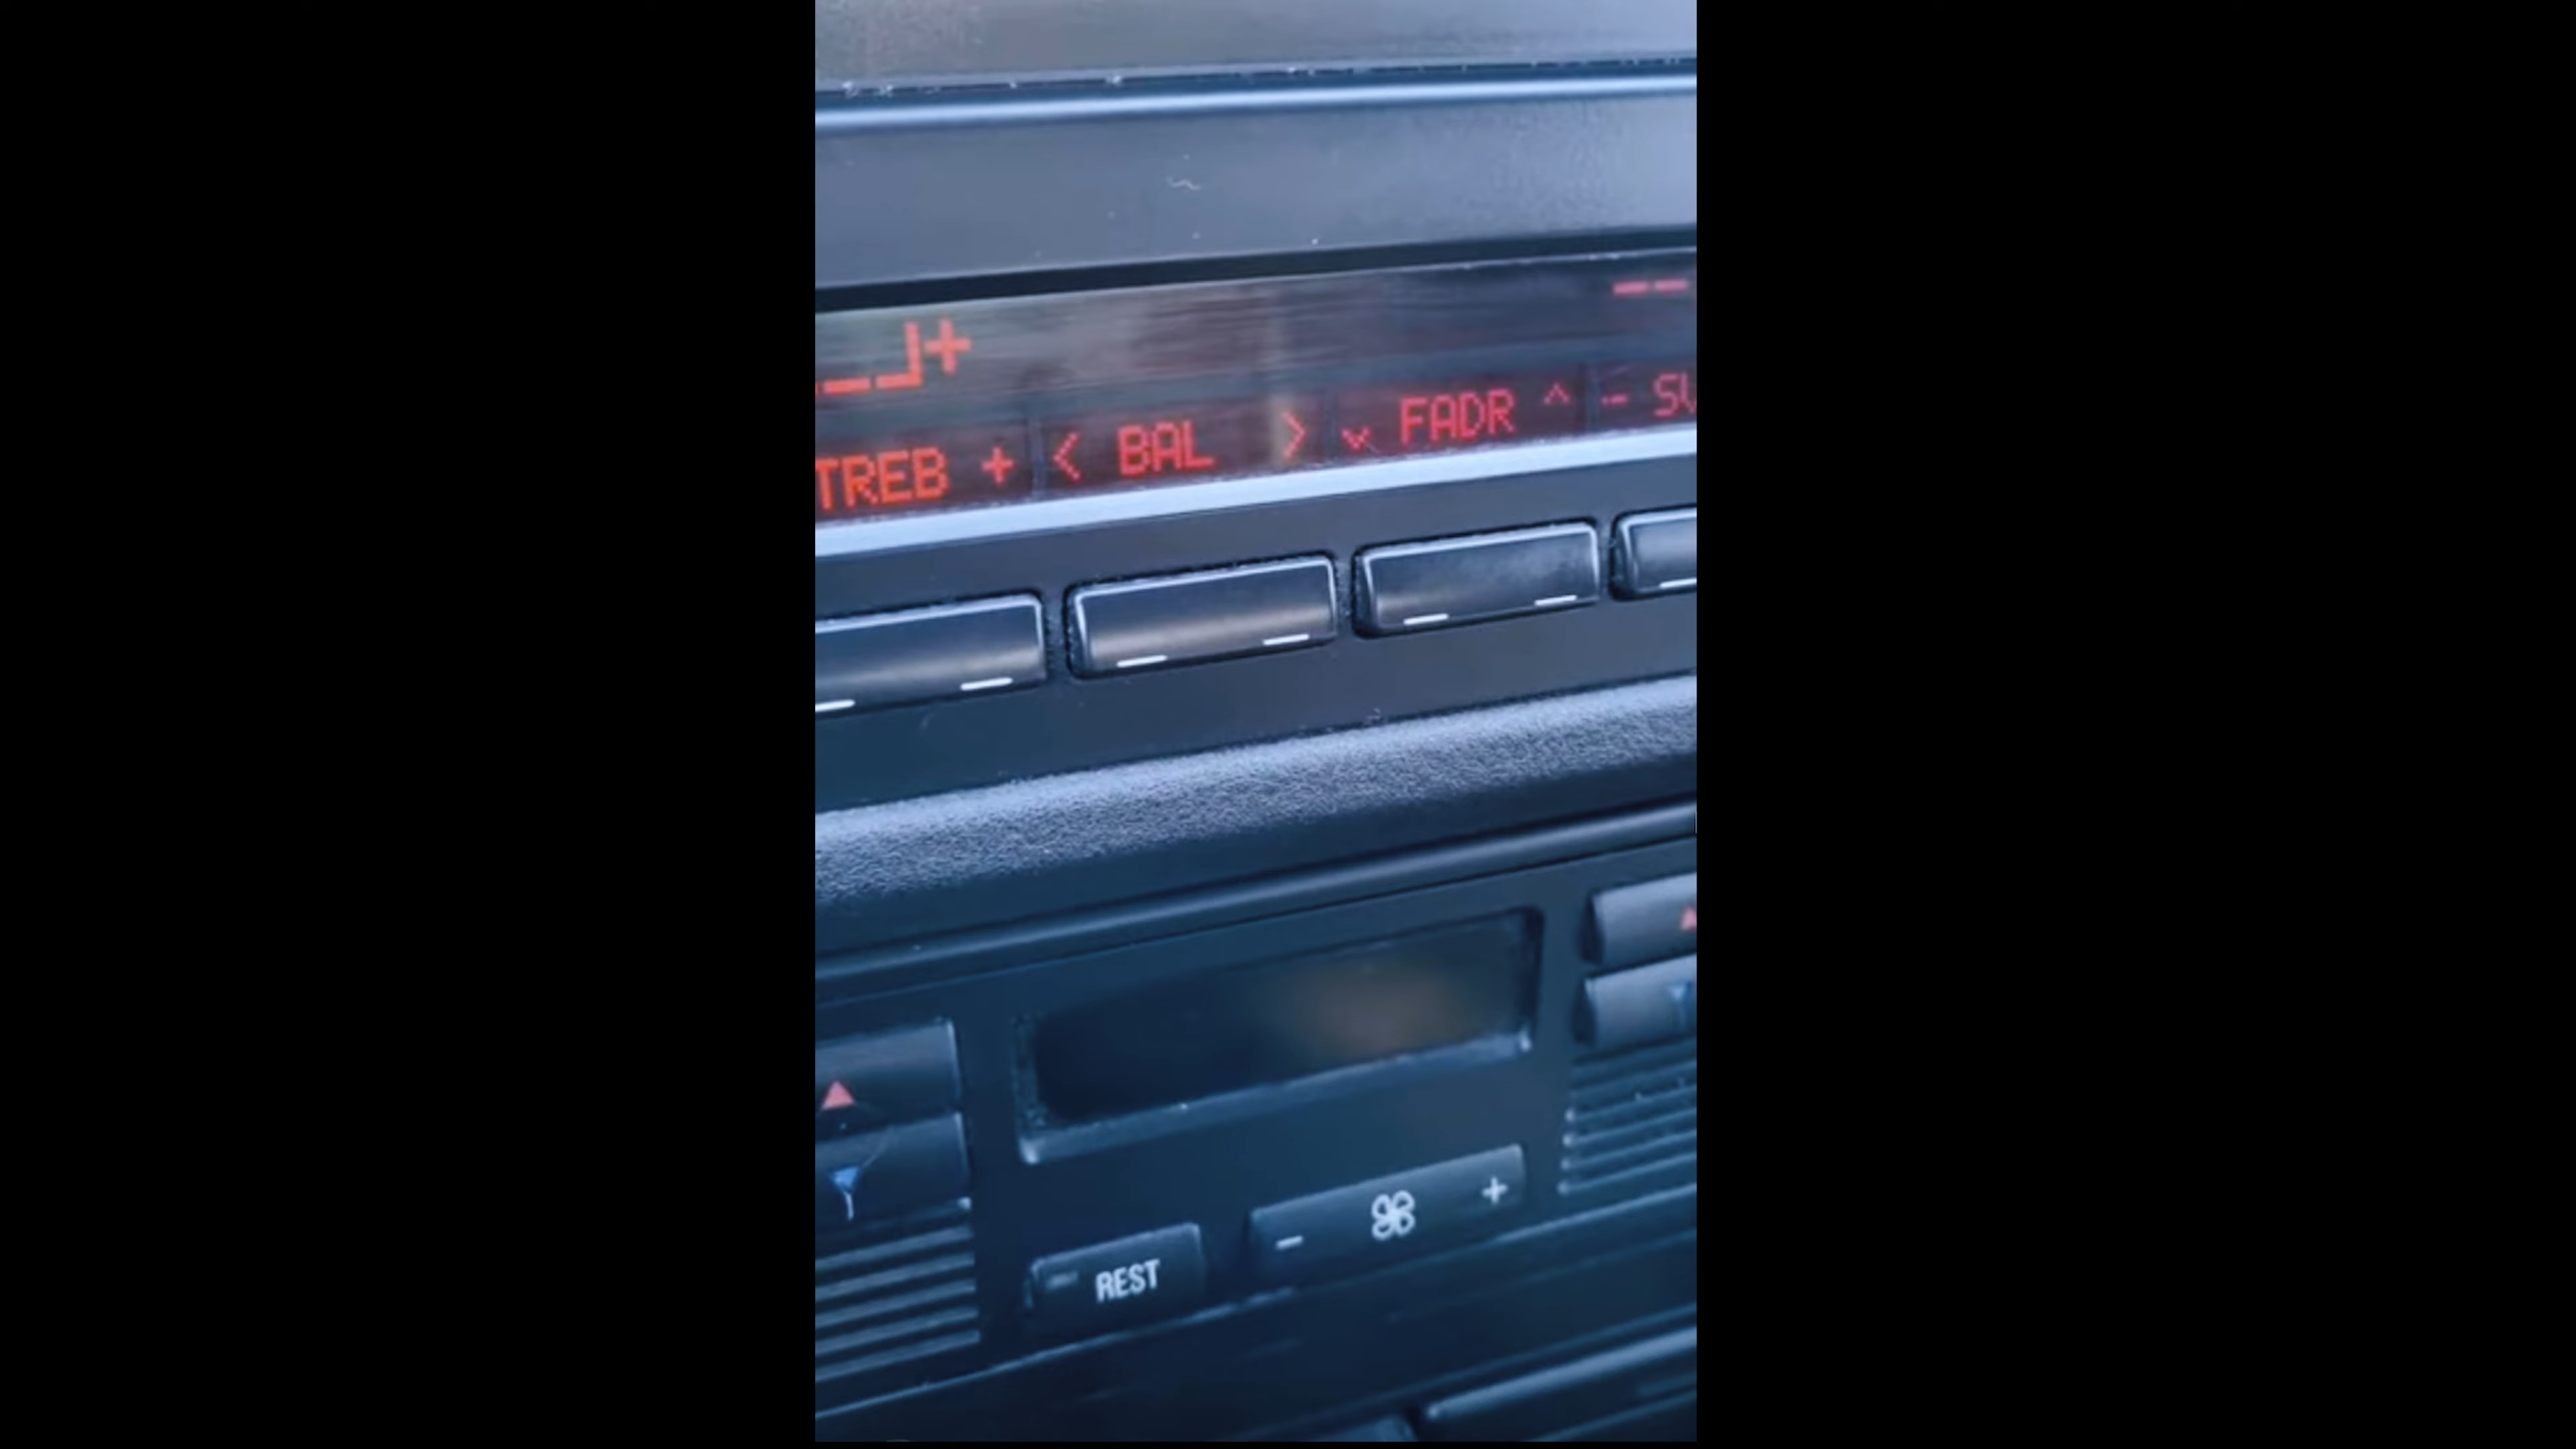 +
TREB + < BAL > ⌄ FADR ^ -
- +
REST